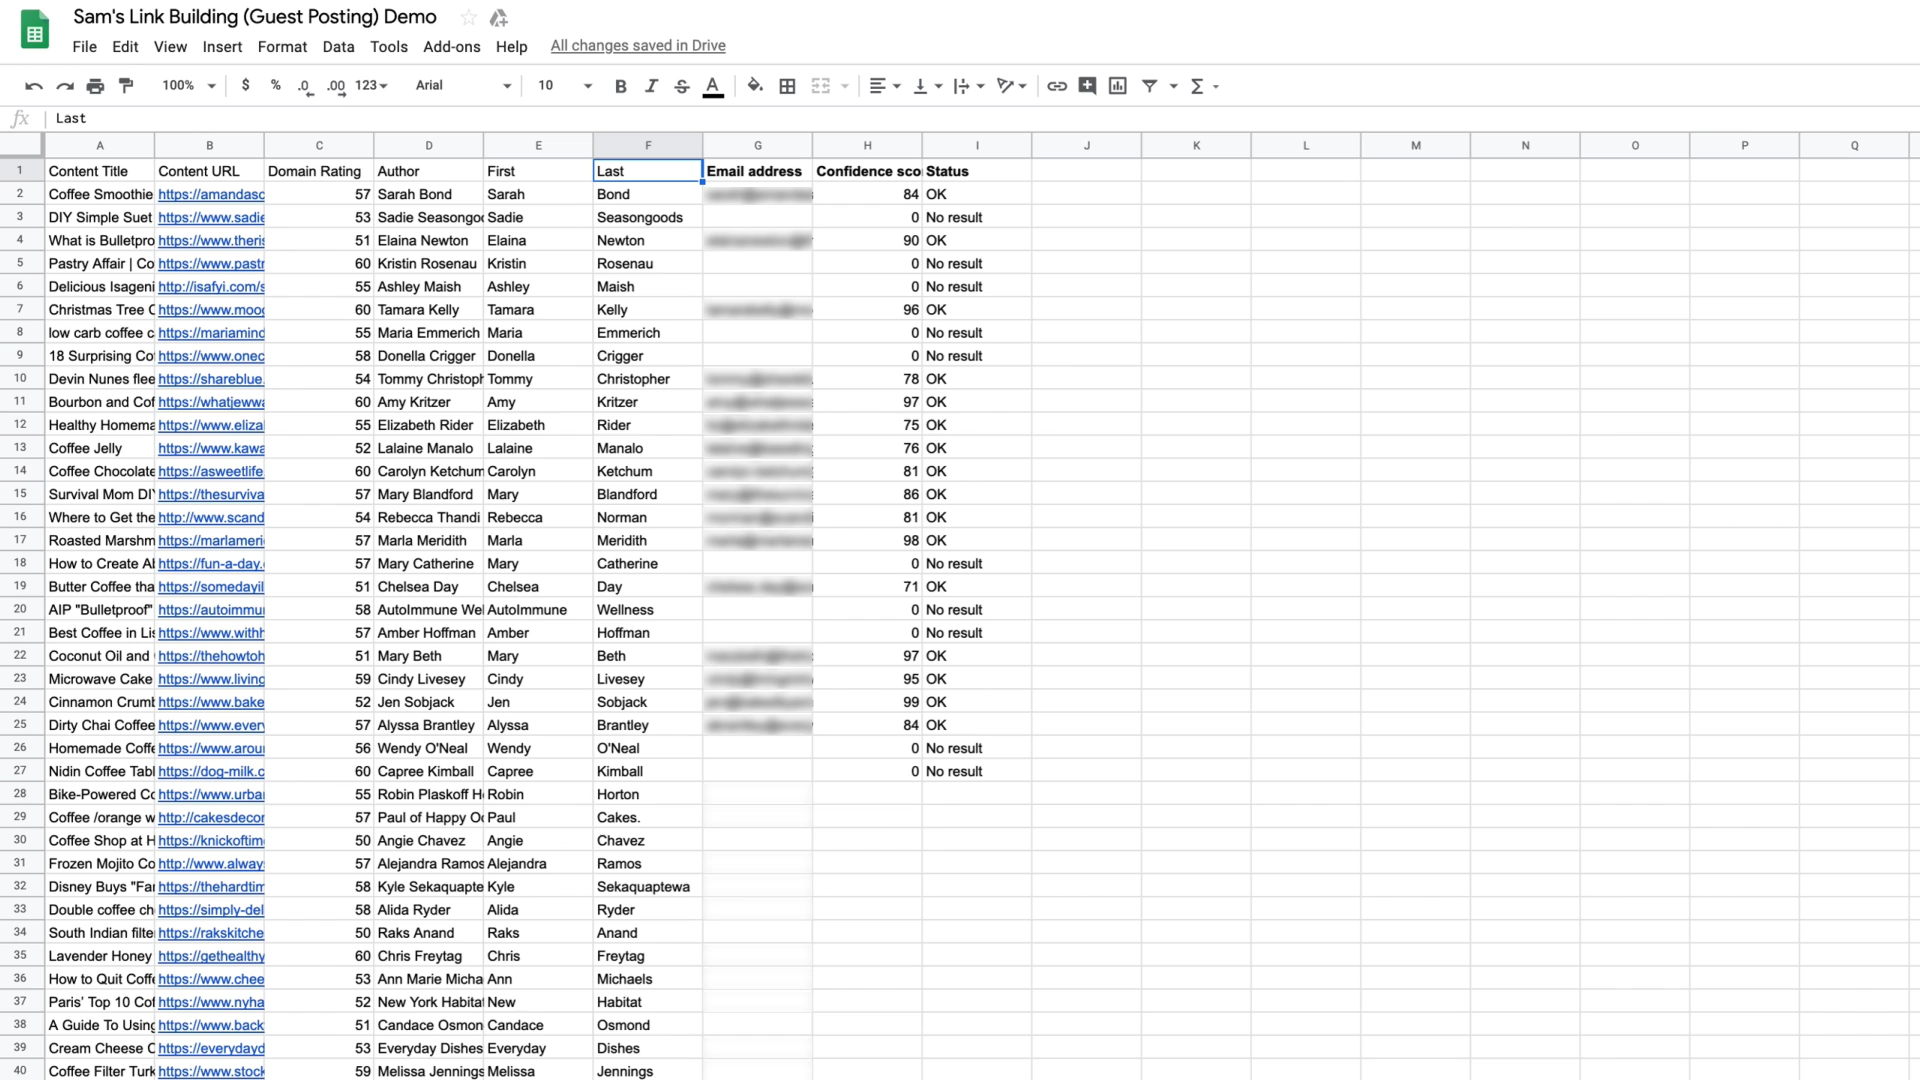 Sam's Link Building (Guest Posting) Demo
File Edit View Insert Format Data Tools Add-ons Help All changes saved in Drive
100% $ % .0 .00 123 Arial 10 B I S A
fx Last
A B C D E F G H I J K L M N O P Q
1 Content Title Content URL Domain Rating Author First Last Email address Confidence sco Status
2 Coffee Smoothie https://amandasc 57 Sarah Bond Sarah Bond 84 OK
3 DIY Simple Suet https://www.sadie 53 Sadie Seasongoo Sadie Seasongoods 0 No result
4 What is Bulletpro https://www.theris 51 Elaina Newton Elaina Newton 90 OK
5 Pastry Affair | Co https://www.pastr 60 Kristin Rosenau Kristin Rosenau 0 No result
6 Delicious Isageni http://isafyi.com/s 55 Ashley Maish Ashley Maish 0 No result
7 Christmas Tree C https://www.mooc 60 Tamara Kelly Tamara Kelly 96 OK
8 low carb coffee c https://mariamind 55 Maria Emmerich Maria Emmerich 0 No result
9 18 Surprising Cof https://www.onec 58 Donella Crigger Donella Crigger 0 No result
10 Devin Nunes flee https://shareblue. 54 Tommy Christoph Tommy Christopher 78 OK
11 Bourbon and Cof https://whatjewwa 60 Amy Kritzer Amy Kritzer 97 OK
12 Healthy Homema https://www.elizal 55 Elizabeth Rider Elizabeth Rider 75 OK
13 Coffee Jelly https://www.kawa 52 Lalaine Manalo Lalaine Manalo 76 OK
14 Coffee Chocolate https://asweetlife. 60 Carolyn Ketchum Carolyn Ketchum 81 OK
15 Survival Mom DIY https://thesurviva 57 Mary Blandford Mary Blandford 86 OK
16 Where to Get the http://www.scand 54 Rebecca Thandi Rebecca Norman 81 OK
17 Roasted Marshm https://marlameri 57 Marla Meridith Marla Meridith 98 OK
18 How to Create Al https://fun-a-day. 57 Mary Catherine Mary Catherine 0 No result
19 Butter Coffee tha https://somedayil 51 Chelsea Day Chelsea Day 71 OK
20 AIP "Bulletproof" https://autoimmu 58 AutoImmune Wel AutoImmune Wellness 0 No result
21 Best Coffee in Lis https://www.withh 57 Amber Hoffman Amber Hoffman 0 No result
22 Coconut Oil and https://thehowtoh 51 Mary Beth Mary Beth 97 OK
23 Microwave Cake https://www.living 59 Cindy Livesey Cindy Livesey 95 OK
24 Cinnamon Crumb https://www.bake 52 Jen Sobjack Jen Sobjack 99 OK
25 Dirty Chai Coffee https://www.every 57 Alyssa Brantley Alyssa Brantley 84 OK
26 Homemade Coffe https://www.arour 56 Wendy O'Neal Wendy O'Neal 0 No result
27 Nidin Coffee Tabl https://dog-milk.c 60 Capree Kimball Capree Kimball 0 No result
28 Bike-Powered Co https://www.urba 55 Robin Plaskoff H Robin Horton
29 Coffee /orange w http://cakesdecor 57 Paul of Happy Oc Paul Cakes.
30 Coffee Shop at H https://knickoftim 50 Angie Chavez Angie Chavez
31 Frozen Mojito Co http://www.alway 57 Alejandra Ramos Alejandra Ramos
32 Disney Buys "Far https://thehardtim 58 Kyle Sekaquapte Kyle Sekaquaptewa
33 Double coffee ch https://simply-del 58 Alida Ryder Alida Ryder
34 South Indian filte https://rakskitche 50 Raks Anand Raks Anand
35 Lavender Honey https://gethealthy 60 Chris Freytag Chris Freytag
36 How to Quit Coffe https://www.chee 53 Ann Marie Micha Ann Michaels
37 Paris' Top 10 Cof https://www.nyha 52 New York Habitat New Habitat
38 A Guide To Using https://www.back 51 Candace Osmon Candace Osmond
39 Cream Cheese C https://everydayd 53 Everyday Dishes Everyday Dishes
40 Coffee Filter Turk https://www.stock 59 Melissa Jennings Melissa Jennings